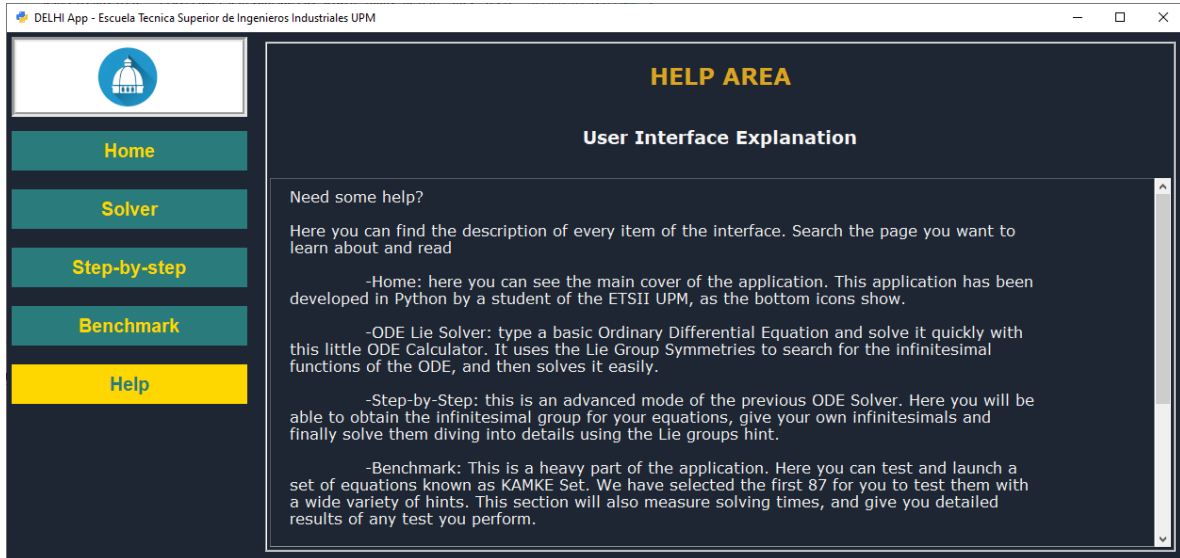 DELHI App - Escuela Tecnica Superior de Ingenieros Industriales UPM
Home
Solver
Step-by-step
Benchmark
Help
HELP AREA
User Interface Explanation
Need some help?
Here you can find the description of every item of the interface. Search the page you want to
learn about and read
-Home: here you can see the main cover of the application. This application has been
developed in Python by a student of the ETSII UPM, as the bottom icons show.
-ODE Lie Solver: type a basic Ordinary Differential Equation and solve it quickly with
this little ODE Calculator. It uses the Lie Group Symmetries to search for the infinitesimal
functions of the ODE, and then solves it easily.
-Step-by-Step: this is an advanced mode of the previous ODE Solver. Here you will be
able to obtain the infinitesimal group for your equations, give your own infinitesimals and
finally solve them diving into details using the Lie groups hint.
-Benchmark: This is a heavy part of the application. Here you can test and launch a
set of equations known as KAMKE Set. We have selected the first 87 for you to test them with
a wide variety of hints. This section will also measure solving times, and give you detailed
results of any test you perform.